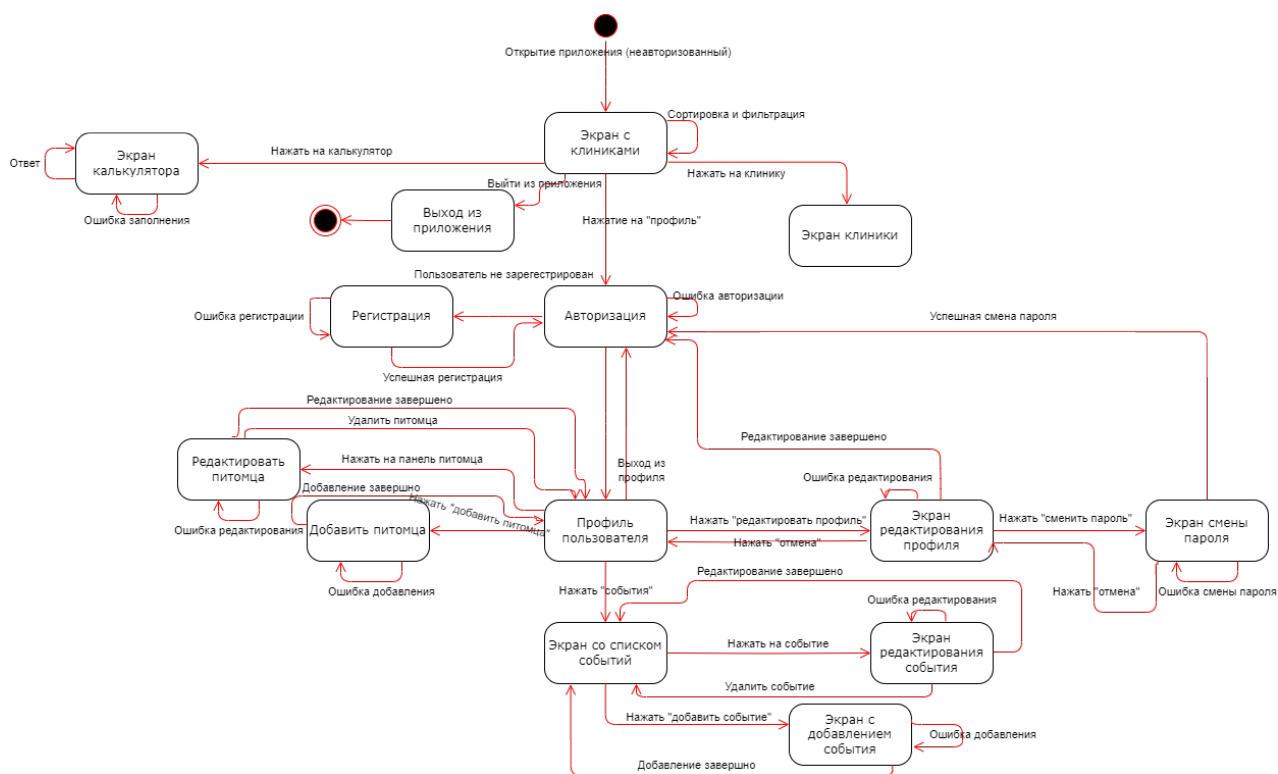 Открытие приложения (неавторизованный)
Сортировка и фильтрация
Экран с
клиниками
Экран
калькулятора
Ответ
Нажать на калькулятор
Нажать на клинику
Выйти из приложения
Ошибка заполнения
Выход из
приложения
Нажатие на "профиль"
Экран клиники
Пользователь не зарегестрирован
Ошибка авторизации
Регистрация
Авторизация
Ошибка регистрации
Успешная смена пароля
Успешная регистрация
Редактирование завершено
Удалить питомца
Редактирование завершено
Редактировать
питомца
Нажать на панель питомца
Выход из
профиля
Ошибка редактирования
Добавление завершно
Нажать "добавить питомца"
Профиль
пользователя
Нажать "редактировать профиль"
Экран
редактирования
профиля
Нажать "сменить пароль"
Экран смены
пароля
Ошибка редактирования
Добавить питомца
Нажать "отмена"
Ошибка добавления
Нажать "события"
Редактирование завершено
Нажать "отмена"
Ошибка смены пароля
Ошибка редактирования
Экран со списком
событий
Нажать на событие
Экран
редактирования
события
Удалить событие
Нажать "добавить событие"
Экран с
добавлением
события
Ошибка добавления
Добавление завершно